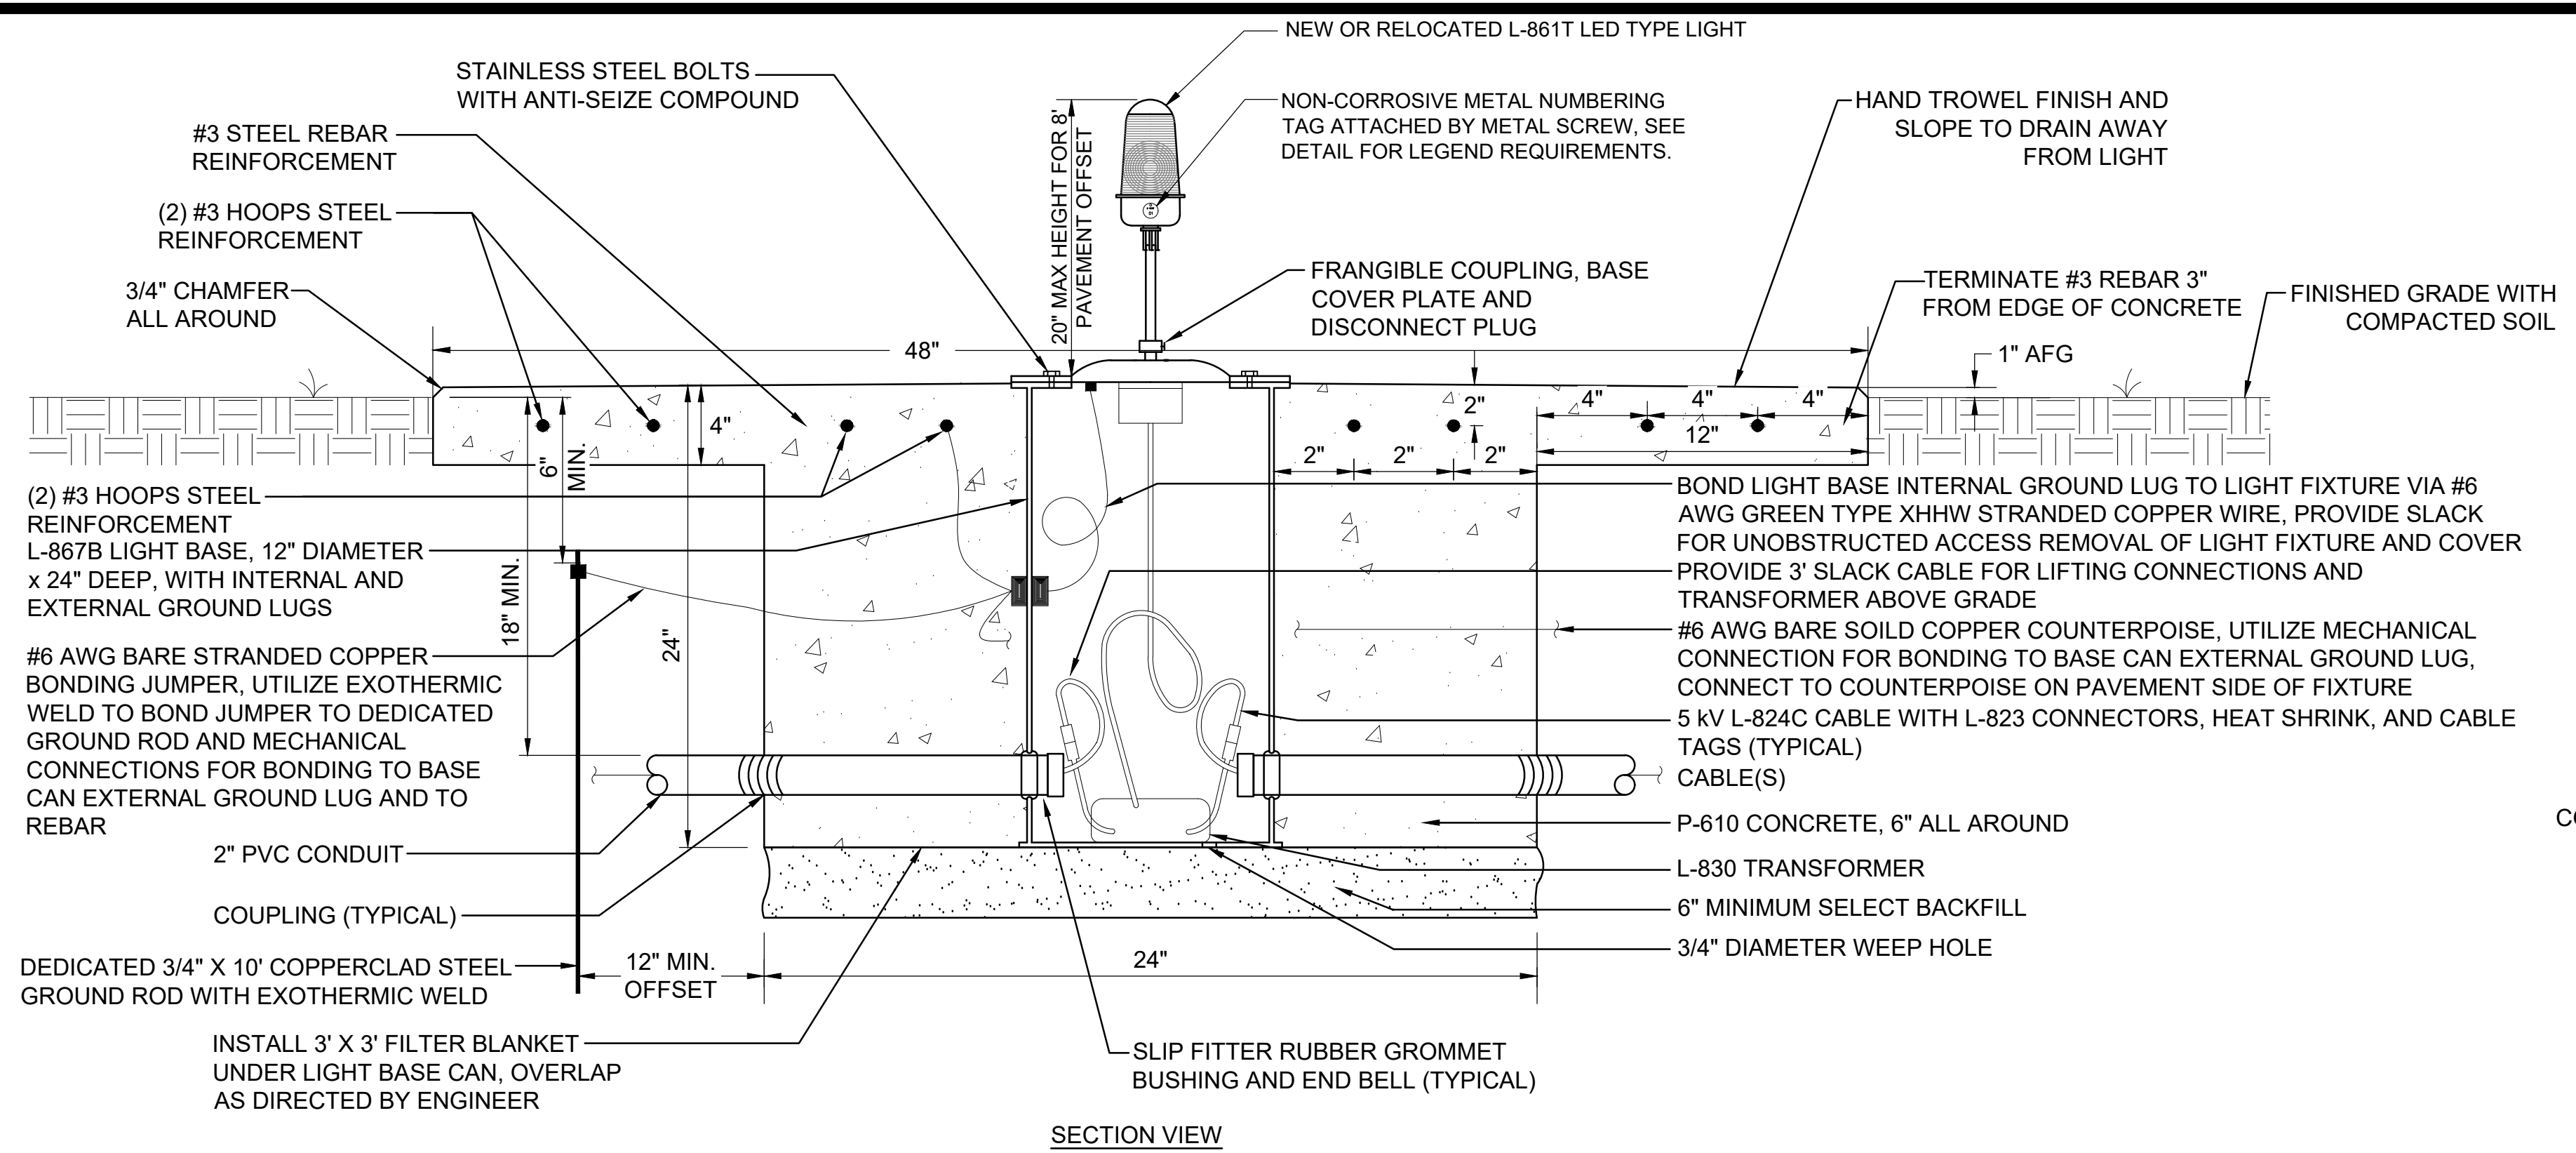 NEW OR RELOCATED L-861T LED TYPE LIGHT
STAINLESS STEEL BOLTS
WITH ANTI-SEIZE COMPOUND
NON-CORROSIVE METAL NUMBERING
TAG ATTACHED BY METAL SCREW, SEE
DETAIL FOR LEGEND REQUIREMENTS.
HAND TROWEL FINISH AND
SLOPE TO DRAIN AWAY
FROM LIGHT
#3 STEEL REBAR
REINFORCEMENT
(2) #3 HOOPS STEEL
REINFORCEMENT
3/4" CHAMFER
ALL AROUND
20" MAX HEIGHT FOR 8'
PAVEMENT OFFSET
FRANGIBLE COUPLING, BASE
COVER PLATE AND
DISCONNECT PLUG
TERMINATE #3 REBAR 3"
FROM EDGE OF CONCRETE
FINISHED GRADE WITH
COMPACTED SOIL
48"
1" AFG
4"
6"
MIN.
18" MIN.
24"
2"
2"
2"
2"
4"
4"
4"
12"
(2) #3 HOOPS STEEL
REINFORCEMENT
L-867B LIGHT BASE, 12" DIAMETER
x 24" DEEP, WITH INTERNAL AND
EXTERNAL GROUND LUGS
#6 AWG BARE STRANDED COPPER
BONDING JUMPER, UTILIZE EXOTHERMIC
WELD TO BOND JUMPER TO DEDICATED
GROUND ROD AND MECHANICAL
CONNECTIONS FOR BONDING TO BASE
CAN EXTERNAL GROUND LUG AND TO
REBAR
2" PVC CONDUIT
COUPLING (TYPICAL)
DEDICATED 3/4" X 10' COPPERCLAD STEEL
GROUND ROD WITH EXOTHERMIC WELD
12" MIN.
OFFSET
24"
INSTALL 3' X 3' FILTER BLANKET
UNDER LIGHT BASE CAN, OVERLAP
AS DIRECTED BY ENGINEER
BOND LIGHT BASE INTERNAL GROUND LUG TO LIGHT FIXTURE VIA #6
AWG GREEN TYPE XHHW STRANDED COPPER WIRE, PROVIDE SLACK
FOR UNOBSTRUCTED ACCESS REMOVAL OF LIGHT FIXTURE AND COVER
PROVIDE 3' SLACK CABLE FOR LIFTING CONNECTIONS AND
TRANSFORMER ABOVE GRADE
#6 AWG BARE SOILD COPPER COUNTERPOISE, UTILIZE MECHANICAL
CONNECTION FOR BONDING TO BASE CAN EXTERNAL GROUND LUG,
CONNECT TO COUNTERPOISE ON PAVEMENT SIDE OF FIXTURE
5 kV L-824C CABLE WITH L-823 CONNECTORS, HEAT SHRINK, AND CABLE
TAGS (TYPICAL)
CABLE(S)
P-610 CONCRETE, 6" ALL AROUND
L-830 TRANSFORMER
6" MINIMUM SELECT BACKFILL
3/4" DIAMETER WEEP HOLE
SLIP FITTER RUBBER GROMMET
BUSHING AND END BELL (TYPICAL)
SECTION VIEW